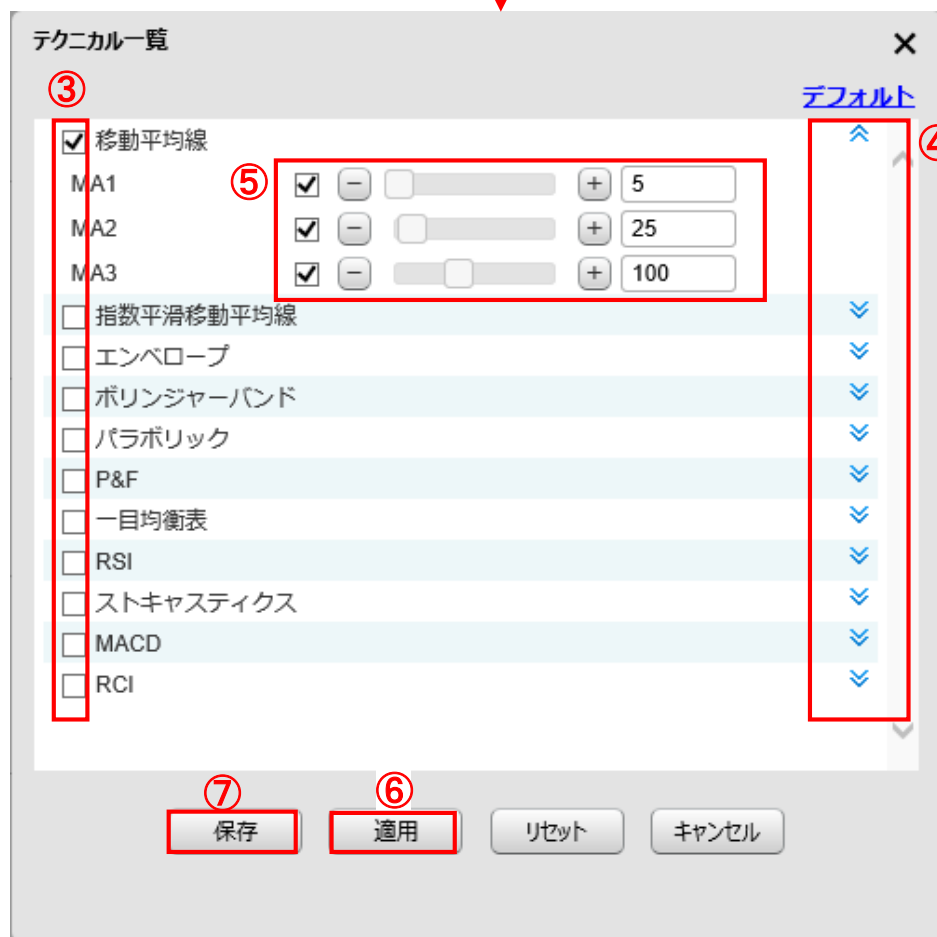 テクニカル一覧
③
デフォルト
移動平均線
④
MA1
⑤
5
MA2
25
MA3
100
指数平滑移動平均線
エンベロープ
ボリンジャーバンド
パラボリック
P&F
一目均衡表
RSI
ストキャスティクス
MACD
RCI
⑦ ⑥
保存 適用 リセット キャンセル